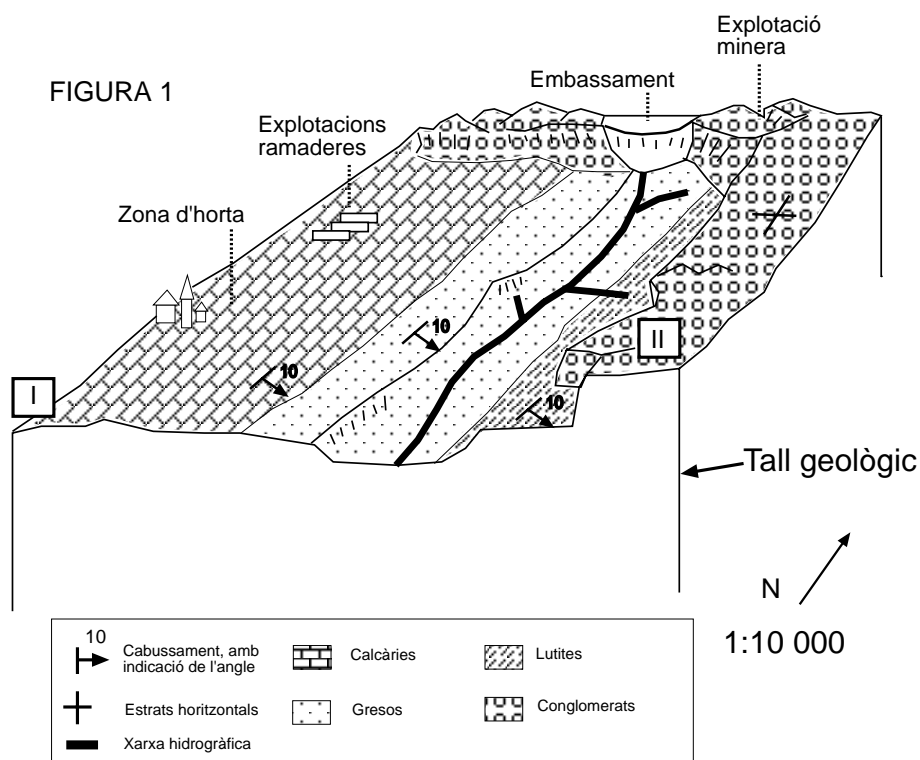 Explotació
minera
FIGURA 1
Embassament
Explotacions
ramaderes
Zona d'horta
10
10
10
I
II
Tall geològic
N
1:10 000
10
Cabussament, amb
indicació de l'angle
Calcàries
Lutites
Estrats horitzontals
Gresos
Conglomerats
Xarxa hidrogràfica